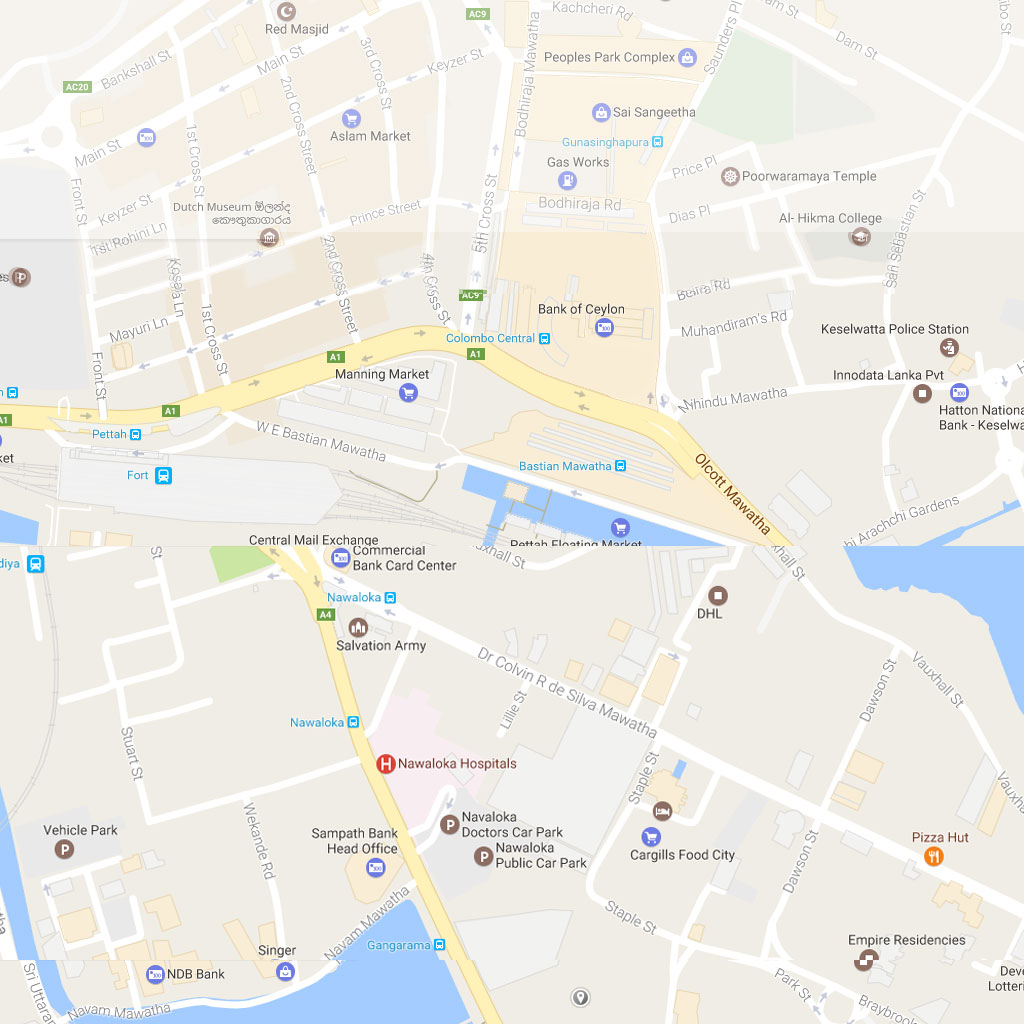 Kachcheri Rd
AC9
Red Masjid
Main St
3rd Cross St
Keyzer St
Bankshall St
AC20
Bodhiraja Mawatha
Peoples Park Complex
Saunders Pl
Dam St
2nd Cross Street
1st Cross St
Aslam Market
Sai Sangeetha
Gunasinghapura
Main St
Gas Works
Price Pl
Poorwaramaya Temple
Front St
Keyzer St
Dutch Museum ඕලන්ද
කෞතුකාගාරය
Prince Street
Bodhiraja Rd
Dias Pl
Al- Hikma College
1st Rohini Ln
5th Cross St
San Sebastian St
Kosala Ln
2nd Cross Street
4th Cross St
AC9
Beira Rd
Bank of Ceylon
Muhandiram's Rd
Mayuri Ln
1st Cross St
Keselwatta Police Station
Colombo Central
A1
A1
Front St
Manning Market
Innodata Lanka Pvt
Nhindu Mawatha
A1
A1
Hatton National
Bank - Keselwa
Pettah
W E Bastian Mawatha
Fort
Bastian Mawatha
Olcott Mawatha
hi Arachchi Gardens
Pettah Floating Market
Central Mail Exchange
Commercial
Bank Card Center
uxhall St
xhall St
diya
St
Nawaloka
A4
DHL
Salvation Army
Dr Colvin R de Silva Mawatha
Vauxhall St
Dawson St
Lillie St
Nawaloka
Stuart St
Nawaloka Hospitals
Staple St
Vauxha
Wekande Rd
Vehicle Park
Sampath Bank
Head Office
Navaloka
Doctors Car Park
Nawaloka
Public Car Park
Cargills Food City
Pizza Hut
Dawson St
Navam Mawatha
Staple St
Gangarama
Singer
Empire Residencies
NDB Bank
Sri Uttarar
Navam Mawatha
Park St
Braybrook
Deve
Lotteri